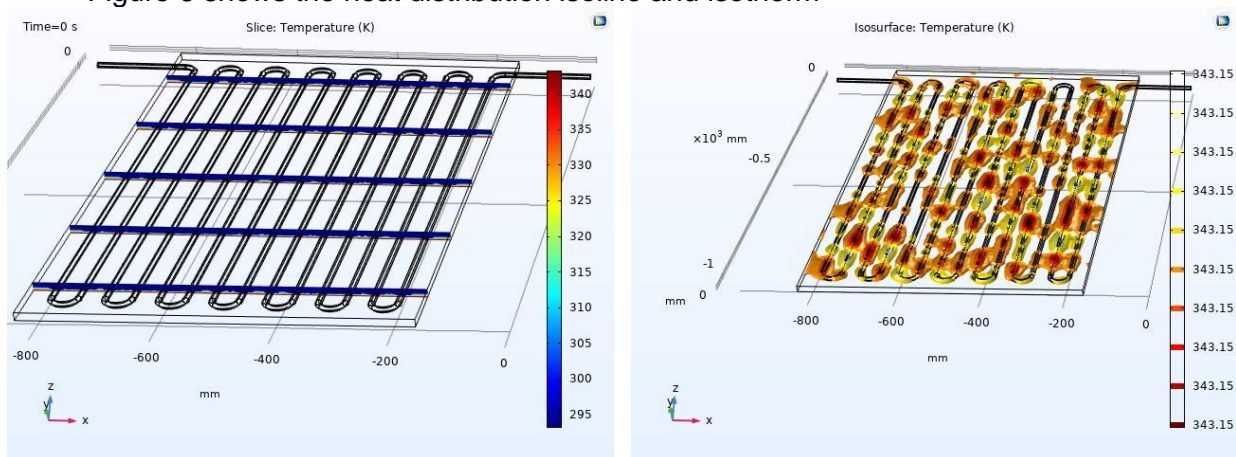 Figure shows the heat distribution isoline and isotherm
Time=0 s
Slice: Temperature (K)
0
340
335
330
325
320
315
310
305
300
295
-800
-600
-400
-200
0
mm
z
y
x
Isosurface: Temperature (K)
0
×10³ mm
-0.5
-1
mm
0
-800
-600
-400
-200
0
mm
343.15
343.15
343.15
343.15
343.15
343.15
343.15
343.15
343.15
343.15
z
y
x